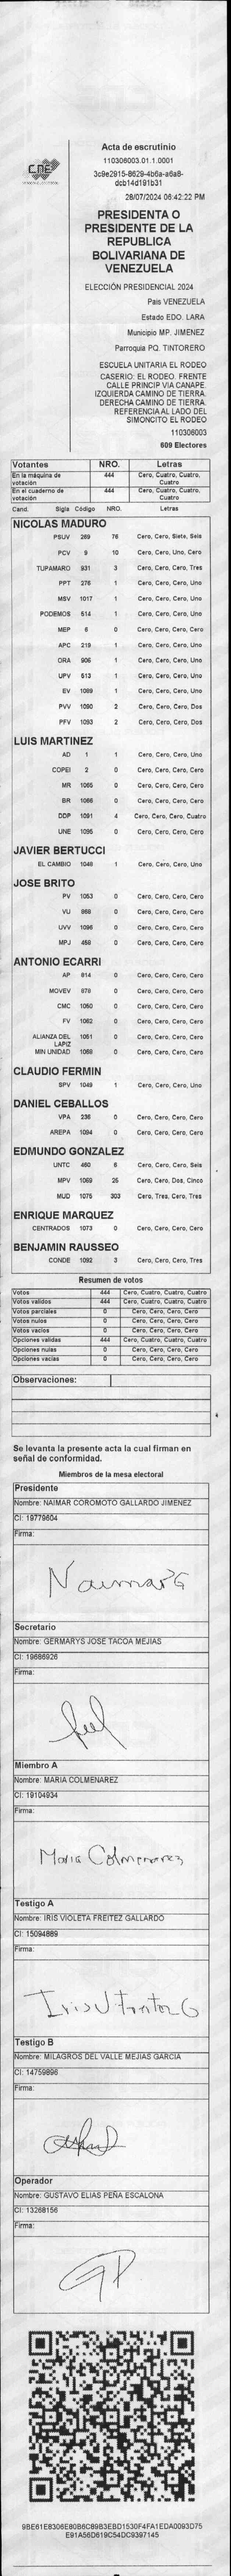 CNE
Acta de escrutinio
110306003.01.1.0001
3c9e2915-8629-4b6a-a6a8-
dcb14d191b31
28/07/2024 06:42:22 PM
PRESIDENTA O
PRESIDENTE DE LA
REPUBLICA
BOLIVARIANA DE
VENEZUELA
ELECCIÓN PRESIDENCIAL 2024
Pais VENEZUELA
Estado EDO. LARA
Municipio MP. JIMENEZ
Parroquia PQ. TINTORERO
ESCUELA UNITARIA EL RODEO
CASERIO: EL RODEO. FRENTE
CALLE PRINCIP VIA CANAPE.
IZQUIERDA CAMINO DE TIERRA.
DERECHA CAMINO DE TIERRA.
REFERENCIA AL LADO DEL
SIMONCITO EL RODEO
110306003
609 Electores
Votantes NRO. Letras
En la máquina de votación 444 Cero, Cuatro, Cuatro, Cuatro
En el cuaderno de votación 444 Cero, Cuatro, Cuatro, Cuatro
Cand. Sigla Código NRO. Letras
NICOLAS MADURO
PSUV 269 76 Cero, Cero, Siete, Seis
PCV 9 10 Cero, Cero, Uno, Cero
TUPAMARO 931 3 Cero, Cero, Cero, Tres
PPT 276 1 Cero, Cero, Cero, Uno
MSV 1017 1 Cero, Cero, Cero, Uno
PODEMOS 514 1 Cero, Cero, Cero, Uno
MEP 6 0 Cero, Cero, Cero, Cero
APC 219 1 Cero, Cero, Cero, Uno
ORA 906 1 Cero, Cero, Cero, Uno
UPV 613 1 Cero, Cero, Cero, Uno
EV 1089 1 Cero, Cero, Cero, Uno
PVV 1090 2 Cero, Cero, Cero, Dos
PFV 1093 2 Cero, Cero, Cero, Dos
LUIS MARTINEZ
AD 1 1 Cero, Cero, Cero, Uno
COPEI 2 0 Cero, Cero, Cero, Cero
MR 1065 0 Cero, Cero, Cero, Cero
BR 1066 0 Cero, Cero, Cero, Cero
DDP 1091 4 Cero, Cero, Cero, Cuatro
UNE 1095 0 Cero, Cero, Cero, Cero
JAVIER BERTUCCI
EL CAMBIO 1048 1 Cero, Cero, Cero, Uno
JOSE BRITO
PV 1053 0 Cero, Cero, Cero, Cero
VU 868 0 Cero, Cero, Cero, Cero
UVV 1096 0 Cero, Cero, Cero, Cero
MPJ 456 0 Cero, Cero, Cero, Cero
ANTONIO ECARRI
AP 814 0 Cero, Cero, Cero, Cero
MOVEV 878 0 Cero, Cero, Cero, Cero
CMC 1050 0 Cero, Cero, Cero, Cero
FV 1062 0 Cero, Cero, Cero, Cero
ALIANZA DEL LAPIZ 1051 0 Cero, Cero, Cero, Cero
MIN UNIDAD 1058 0 Cero, Cero, Cero, Cero
CLAUDIO FERMIN
SPV 1049 1 Cero, Cero, Cero, Uno
DANIEL CEBALLOS
VPA 236 0 Cero, Cero, Cero, Cero
AREPA 1094 0 Cero, Cero, Cero, Cero
EDMUNDO GONZALEZ
UNTC 460 6 Cero, Cero, Cero, Seis
MPV 1069 25 Cero, Cero, Dos, Cinco
MUD 1075 303 Cero, Tres, Cero, Tres
ENRIQUE MARQUEZ
CENTRADOS 1073 0 Cero, Cero, Cero, Cero
BENJAMIN RAUSSEO
CONDE 1092 3 Cero, Cero, Cero, Tres
Resumen de votos
Votos 444 Cero, Cuatro, Cuatro, Cuatro
Votos validos 444 Cero, Cuatro, Cuatro, Cuatro
Votos parciales 0 Cero, Cero, Cero, Cero
Votos nulos 0 Cero, Cero, Cero, Cero
Votos vacios 0 Cero, Cero, Cero, Cero
Opciones validas 444 Cero, Cuatro, Cuatro, Cuatro
Opciones nulas 0 Cero, Cero, Cero, Cero
Opciones vacias 0 Cero, Cero, Cero, Cero
Observaciones:
Se levanta la presente acta la cual firman en
señal de conformidad.
Miembros de la mesa electoral
Presidente
Nombre: NAIMAR COROMOTO GALLARDO JIMENEZ
CI: 19779604
Firma:
Naimar G
Secretario
Nombre: GERMARYS JOSE TACOA MEJIAS
CI: 19686926
Firma:
Miembro A
Nombre: MARIA COLMENAREZ
CI: 19104934
Firma:
Maria Colmenarez
Testigo A
Nombre: IRIS VIOLETA FREITEZ GALLARDO
CI: 15094889
Firma:
Iris V Freitez G
Testigo B
Nombre: MILAGROS DEL VALLE MEJIAS GARCIA
CI: 14759896
Firma:
Operador
Nombre: GUSTAVO ELIAS PEÑA ESCALONA
CI: 13268156
Firma:
GP
9BE61E8306E80B6C89B3EBD1530F4FA1EDA0093D75
E91A56D619C54DC9397145